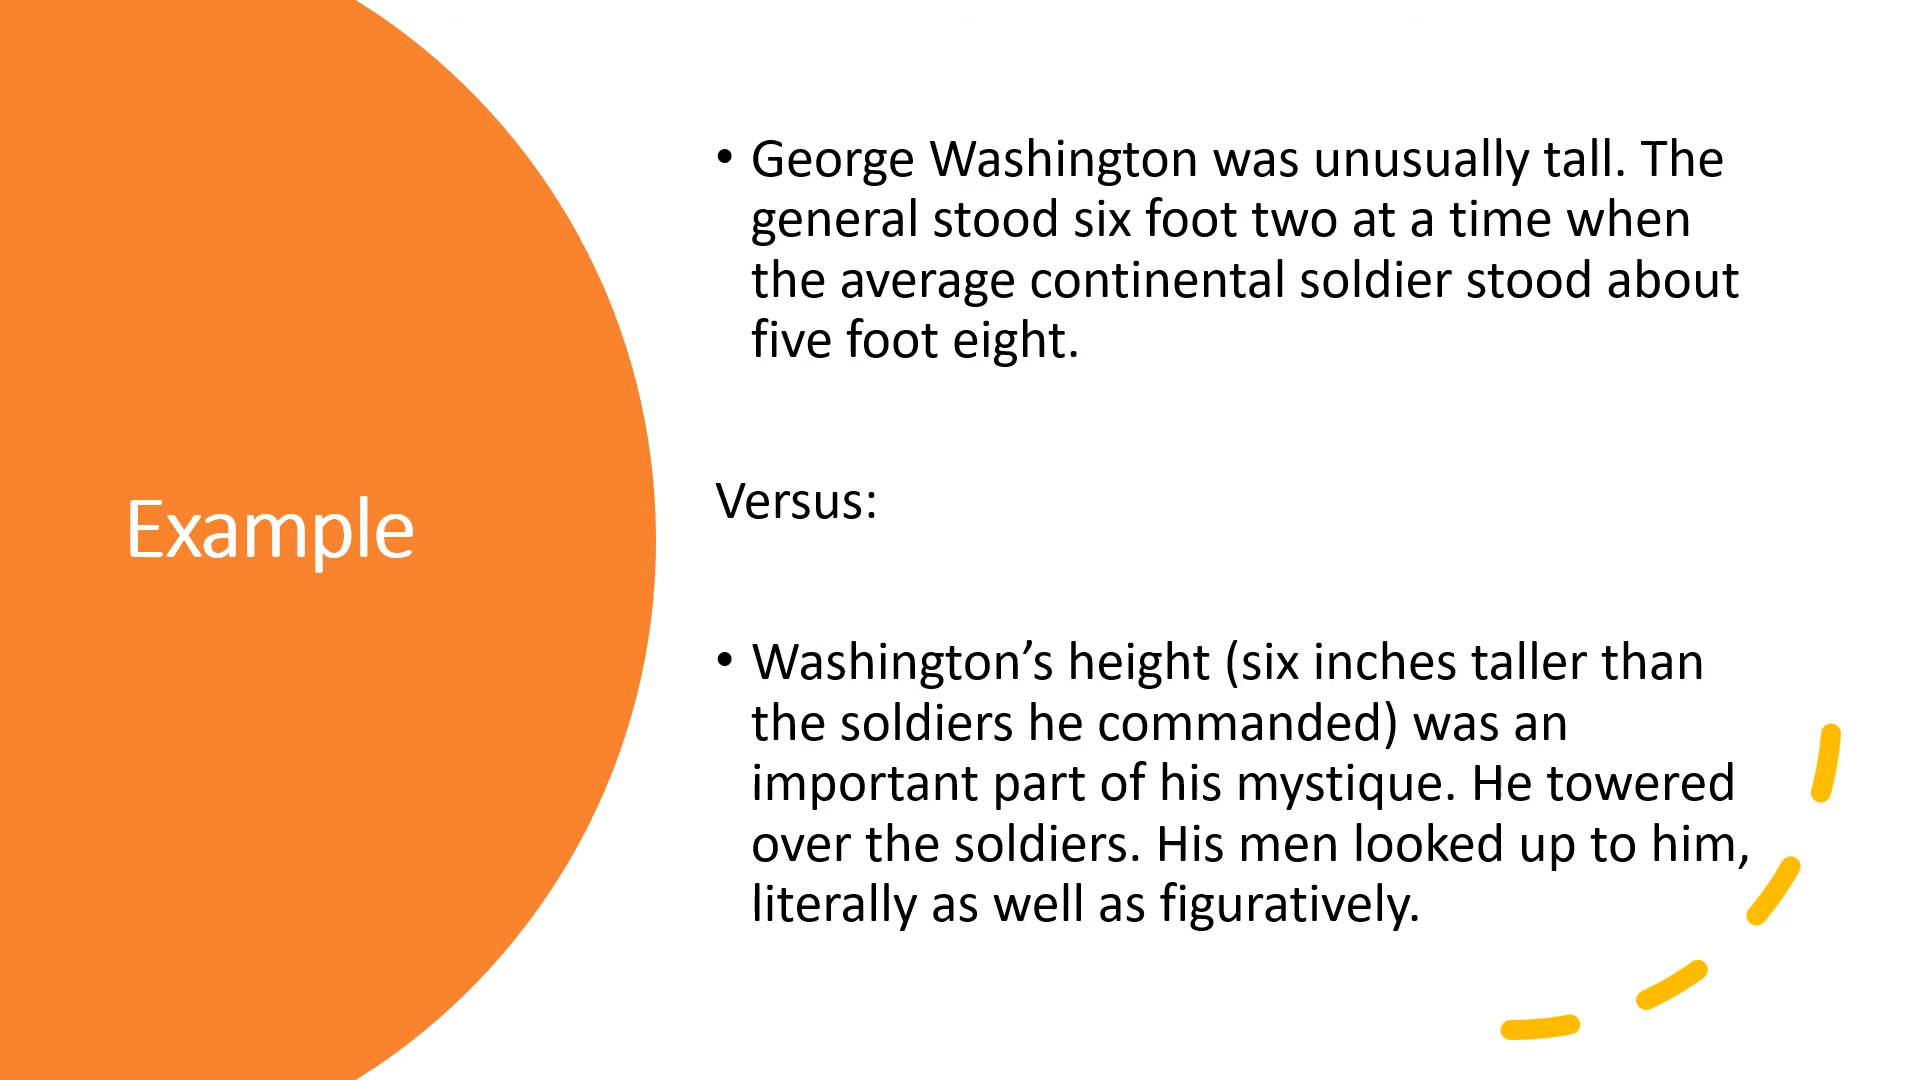 Example
• George Washington was unusually tall. The
general stood six foot two at a time when
the average continental soldier stood about
five foot eight.
Versus:
• Washington’s height (six inches taller than
the soldiers he commanded) was an
important part of his mystique. He towered
over the soldiers. His men looked up to him,
literally as well as figuratively.